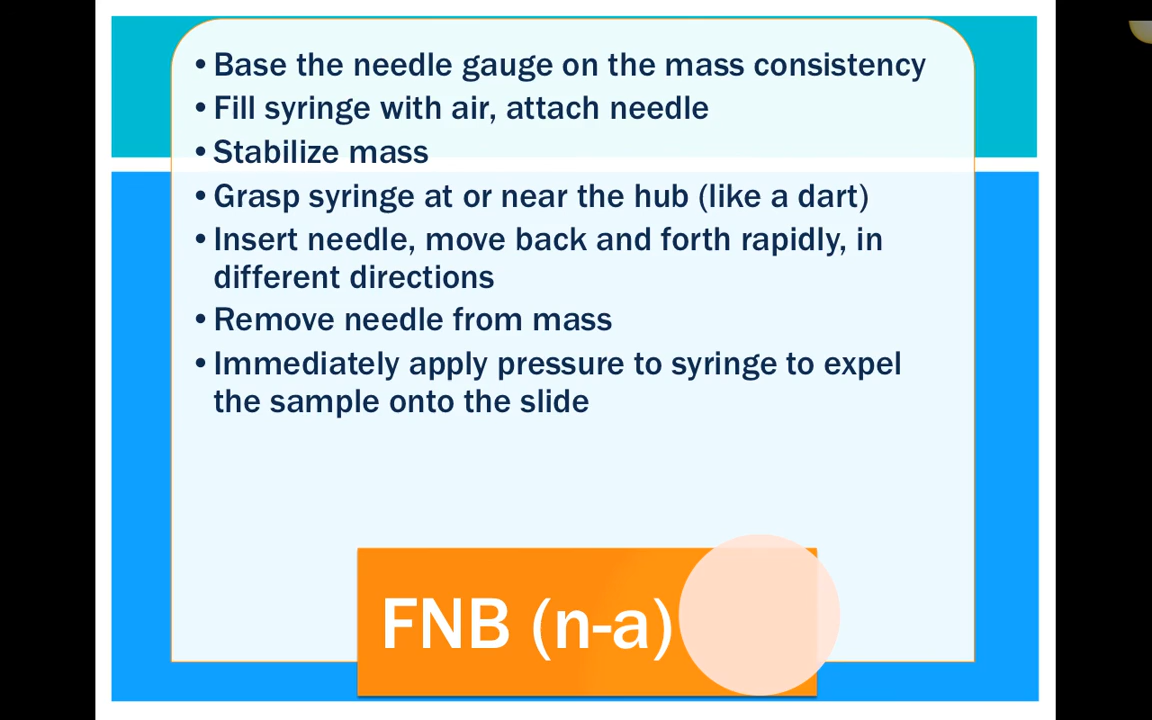 • Base the needle gauge on the mass consistency
• Fill syringe with air, attach needle
• Stabilize mass
• Grasp syringe at or near the hub (like a dart)
• Insert needle, move back and forth rapidly, in
different directions
• Remove needle from mass
• Immediately apply pressure to syringe to expel
the sample onto the slide
FNB (n-a)